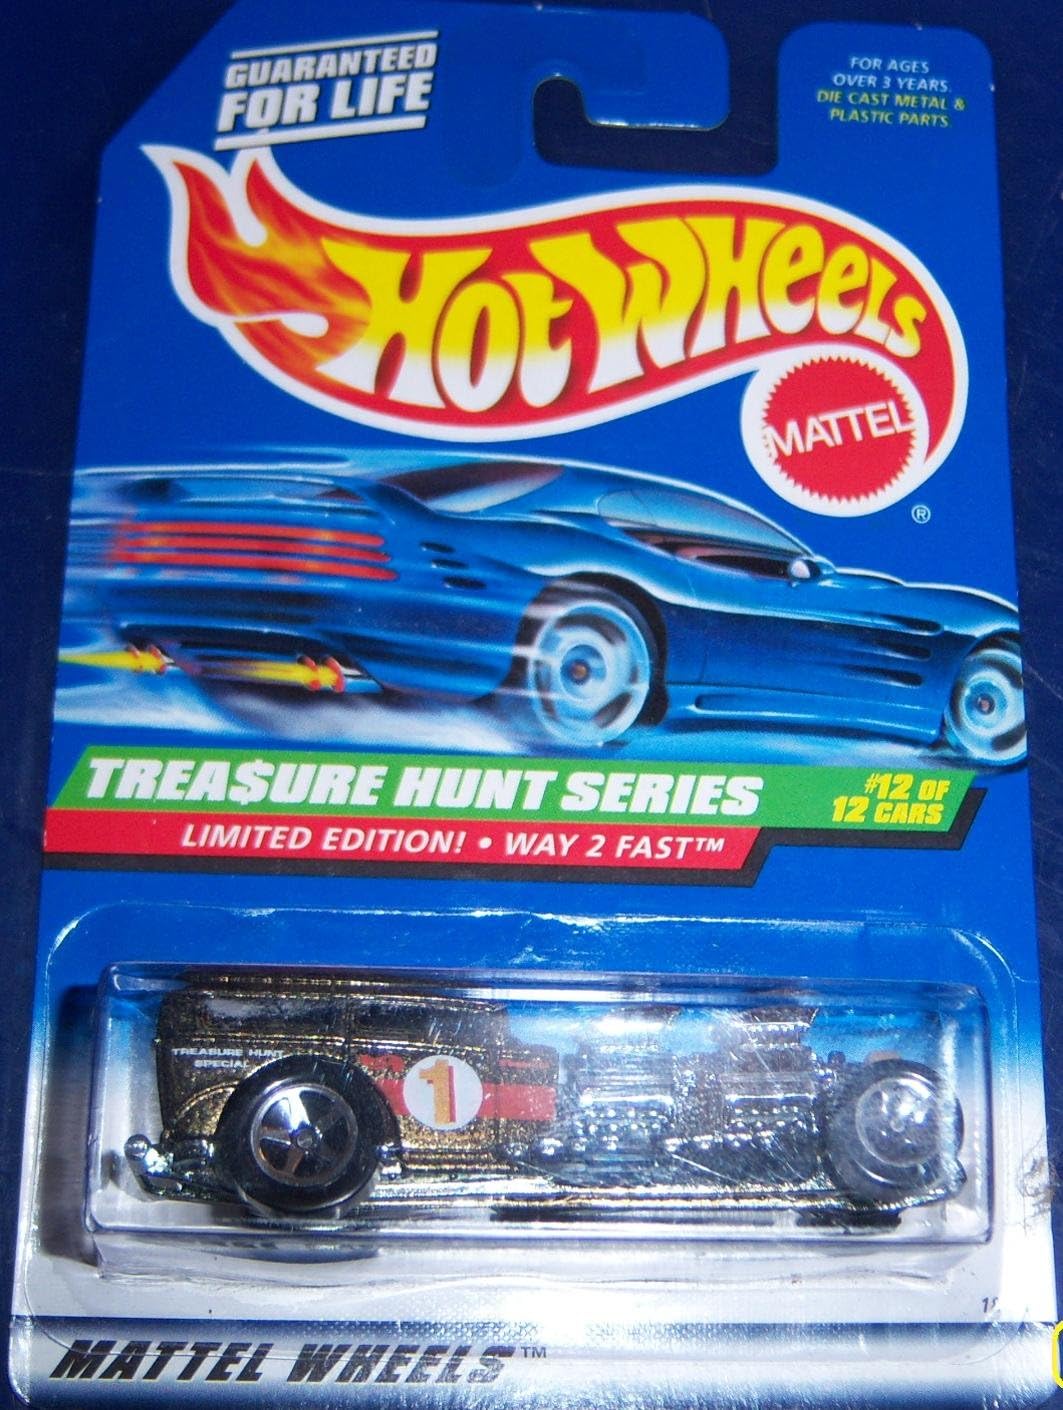 GUARANTEED
FOR LIFE
FOR AGES
OVER 3 YEARS.
DIE CAST METAL &
PLASTIC PARTS.
HOT WHEELS
MATTEL
®
TREA$URE HUNT SERIES
#12 OF
12 CARS
LIMITED EDITION! • WAY 2 FAST™
TREASURE HUNT
SPECIAL
1
MATTEL WHEELS™